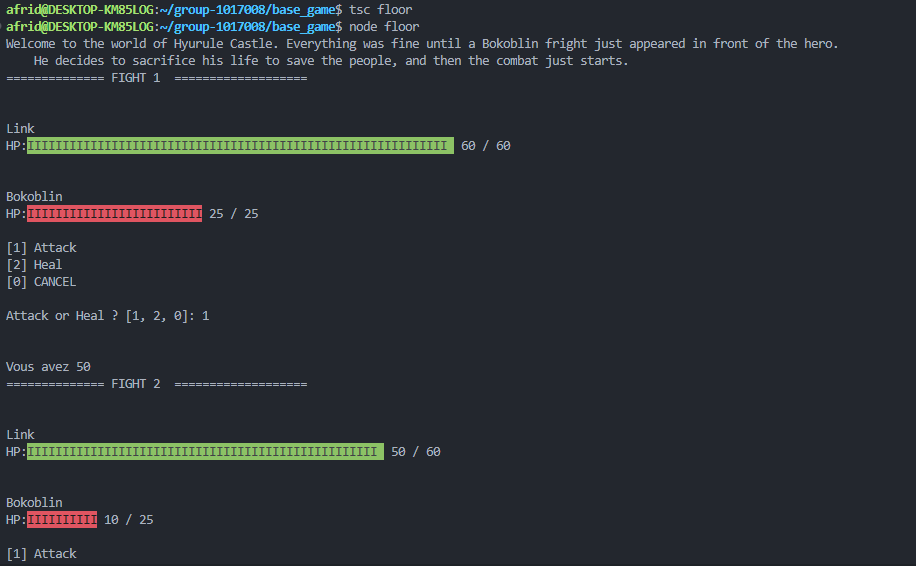 afrid@DESKTOP-KM85LOG:~/group-1017008/base_game$ tsc floor
afrid@DESKTOP-KM85LOG:~/group-1017008/base_game$ node floor
Welcome to the world of Hyurule Castle. Everything was fine until a Bokoblin fright just appeared in front of the hero.
    He decides to sacrifice his life to save the people, and then the combat just starts.
============== FIGHT 1  ===================
Link
HP:IIIIIIIIIIIIIIIIIIIIIIIIIIIIIIIIIIIIIIIIIIIIIIIIIIIIIIIIIIII 60 / 60
Bokoblin
HP:IIIIIIIIIIIIIIIIIIIIIIIII 25 / 25
[1] Attack
[2] Heal
[0] CANCEL
Attack or Heal ? [1, 2, 0]: 1
Vous avez 50
============== FIGHT 2  ===================
Link
HP:IIIIIIIIIIIIIIIIIIIIIIIIIIIIIIIIIIIIIIIIIIIIIIIIII 50 / 60
Bokoblin
HP:IIIIIIIIII 10 / 25
[1] Attack